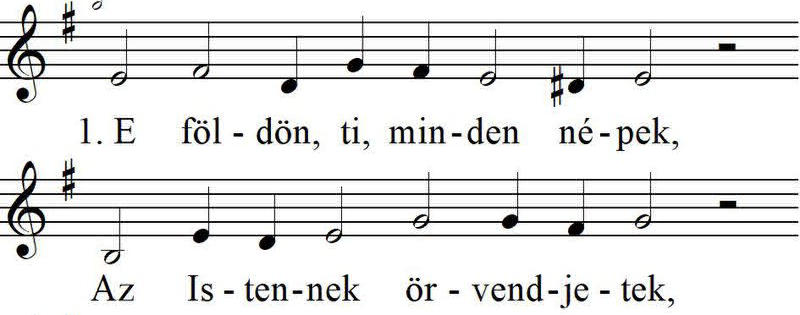 1. E föl - dön, ti, min - den né - pek,
Az Is - ten - nek ör - vend - je - tek,